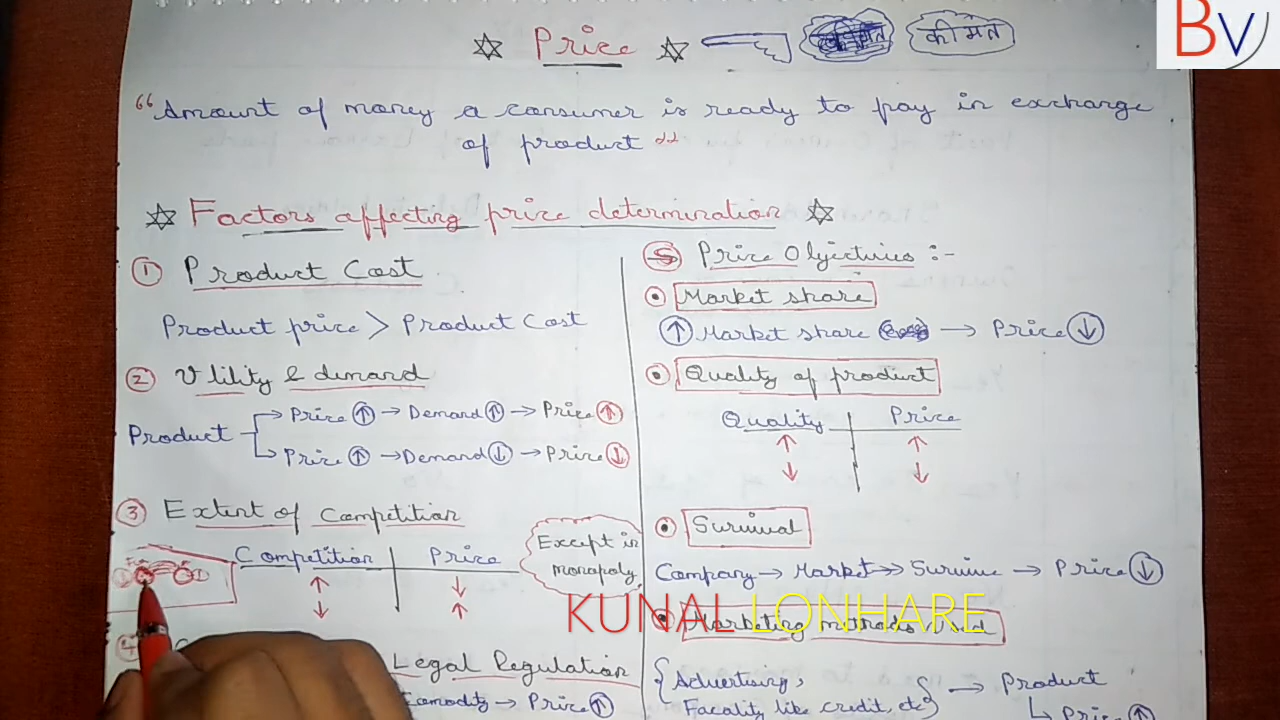 Price कीमत
BV
"Amount of money a consumer is ready to pay in exchange
of product"
Factors affecting price determination
① Product Cost
Product price > Product Cost
② Utility & demand
Product → Price ↑ → Demand ↑ → Price ↑
→ Price ↑ → Demand ↓ → Price ↓
③ Extent of Competition
Competition Price
↑ ↓
↓ ↑
Except in
monopoly
④
Legal Regulation
→ Price ↑
⑤ Price Objectives :-
Market share
↑ Market share → Price ↓
Quality of product
Quality Price
↑ ↑
↓ ↓
Survival
Company → Market → Survive → Price ↓
KUNAL LONHARE
Marketing methods Used
{ Advertising,
Facality like credit, etc } → Product
↳ Price ↑